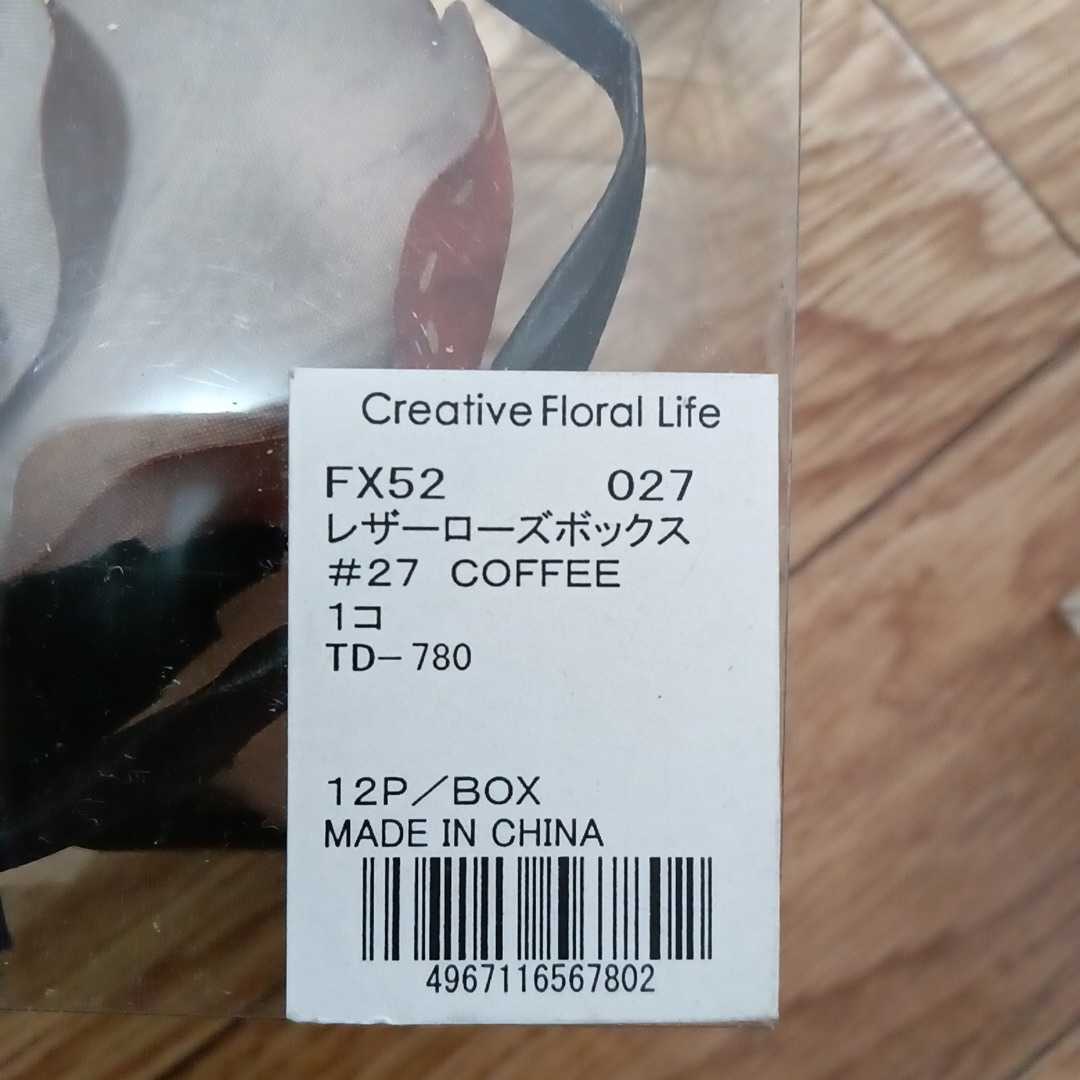 Creative Floral Life
FX52 027
レザーローズボックス
#27 COFFEE
1コ
TD-780
12P/BOX
MADE IN CHINA
4967116567802